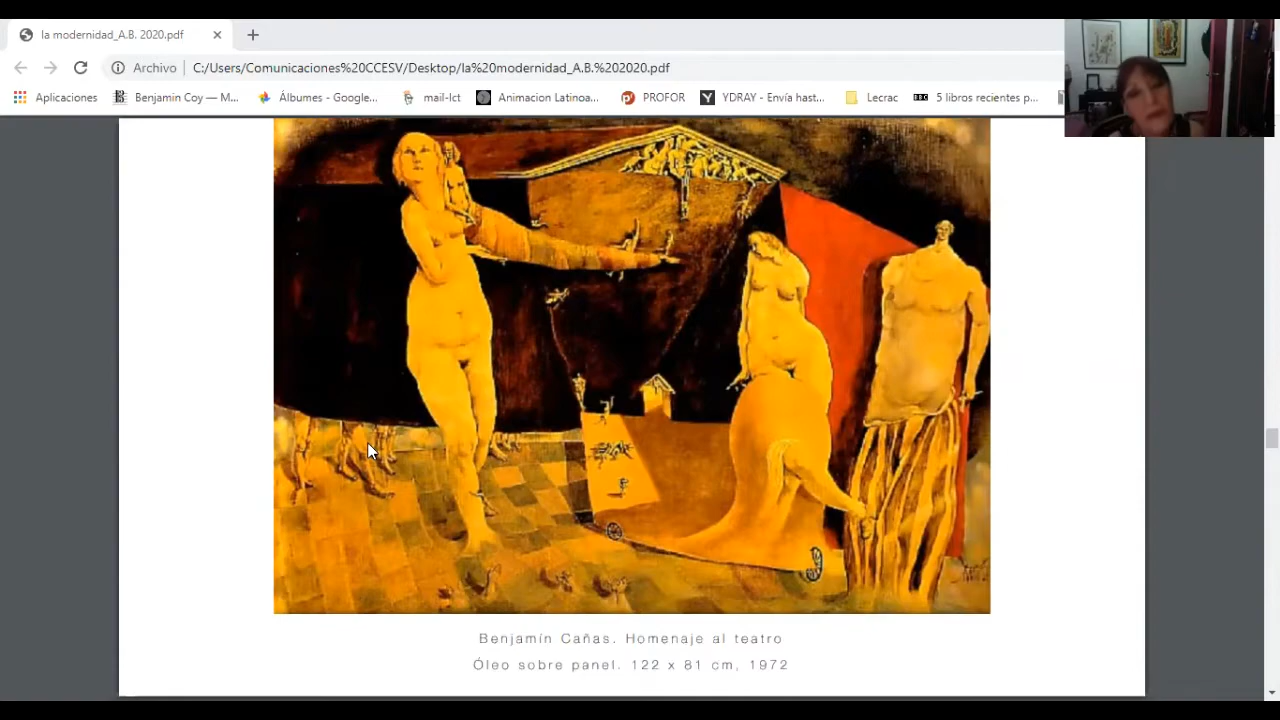 la modernidad_A.B. 2020.pdf
Archivo
C:/Users/Comunicaciones%20CCESV/Desktop/la%20modernidad_A.B.%202020.pdf
Aplicaciones
Benjamin Coy — M...
Álbumes - Google...
mail-lct
Animacion Latinoa...
PROFOR
YDRAY - Envía hast...
Lecrac
BBC
5 libros recientes p...
Benjamín Cañas. Homenaje al teatro
Óleo sobre panel. 122 x 81 cm, 1972